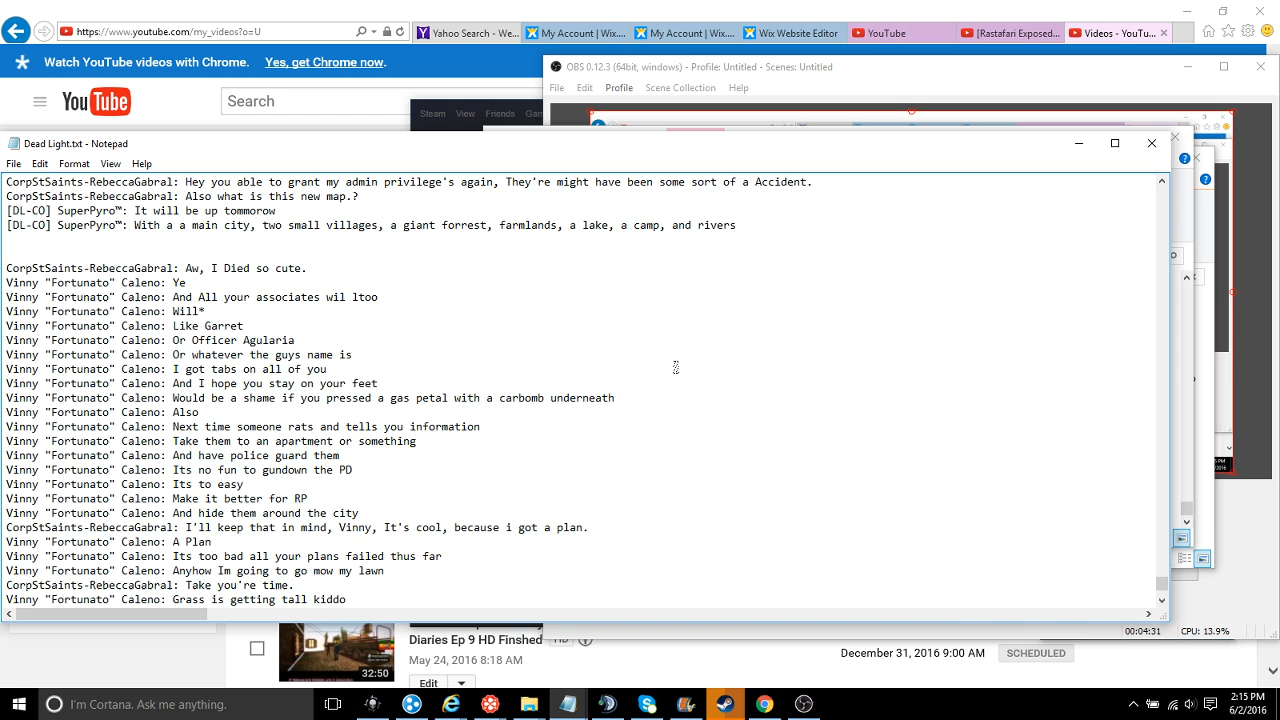 https://www.youtube.com/my_videos?o=U
Yahoo Search - We...
My Account | Wix....
My Account | Wix....
Wix Website Editor
YouTube
[Rastafari Exposed...
Videos - YouTu...
Watch YouTube videos with Chrome. Yes, get Chrome now.
OBS 0.12.3 (64bit, windows) - Profile: Untitled - Scenes: Untitled
File Edit Profile Scene Collection Help
YouTube
Search
Steam View Friends
Dead Light.txt - Notepad
File Edit Format View Help
CorpStSaints-RebeccaGabral: Hey you able to grant my admin privilege's again, They're might have been some sort of a Accident.
CorpStSaints-RebeccaGabral: Also what is this new map.?
[DL-CO] SuperPyro™: It will be up tommorow
[DL-CO] SuperPyro™: With a a main city, two small villages, a giant forrest, farmlands, a lake, a camp, and rivers
CorpStSaints-RebeccaGabral: Aw, I Died so cute.
Vinny "Fortunato" Caleno: Ye
Vinny "Fortunato" Caleno: And All your associates wil ltoo
Vinny "Fortunato" Caleno: Will*
Vinny "Fortunato" Caleno: Like Garret
Vinny "Fortunato" Caleno: Or Officer Agularia
Vinny "Fortunato" Caleno: Or whatever the guys name is
Vinny "Fortunato" Caleno: I got tabs on all of you
Vinny "Fortunato" Caleno: And I hope you stay on your feet
Vinny "Fortunato" Caleno: Would be a shame if you pressed a gas petal with a carbomb underneath
Vinny "Fortunato" Caleno: Also
Vinny "Fortunato" Caleno: Next time someone rats and tells you information
Vinny "Fortunato" Caleno: Take them to an apartment or something
Vinny "Fortunato" Caleno: And have police guard them
Vinny "Fortunato" Caleno: Its no fun to gundown the PD
Vinny "Fortunato" Caleno: Its to easy
Vinny "Fortunato" Caleno: Make it better for RP
Vinny "Fortunato" Caleno: And hide them around the city
CorpStSaints-RebeccaGabral: I'll keep that in mind, Vinny, It's cool, because i got a plan.
Vinny "Fortunato" Caleno: A Plan
Vinny "Fortunato" Caleno: Its too bad all your plans failed thus far
Vinny "Fortunato" Caleno: Anyhow Im going to go mow my lawn
CorpStSaints-RebeccaGabral: Take you're time.
Vinny "Fortunato" Caleno: Grass is getting tall kiddo
00:04:31 CPU: 13.9%
Diaries Ep 9 HD Finshed
HD
May 24, 2016 8:18 AM
32:50
Edit
December 31, 2016 9:00 AM
SCHEDULED
I'm Cortana. Ask me anything.
2:15 PM
6/2/2016